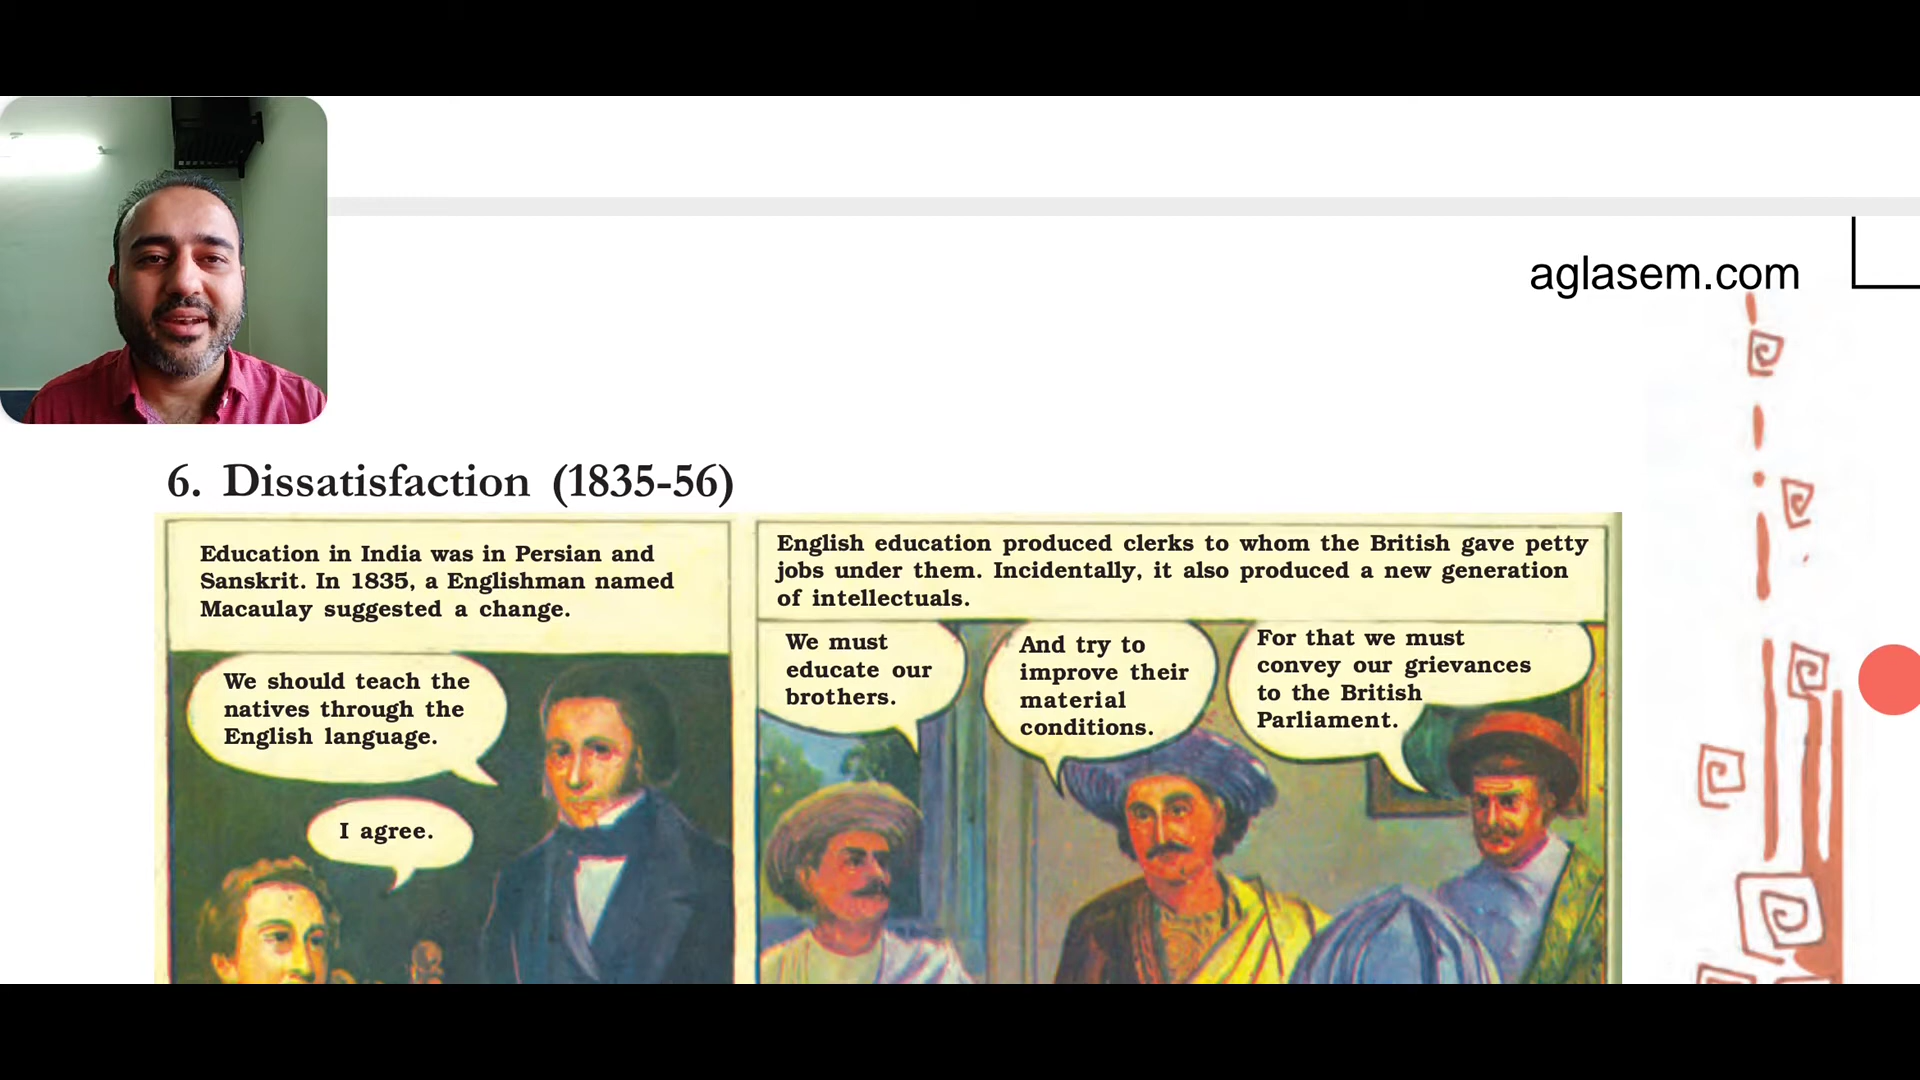 aglasem.com
6. Dissatisfaction (1835-56)
Education in India was in Persian and
Sanskrit. In 1835, a Englishman named
Macaulay suggested a change.
We should teach the
natives through the
English language.
I agree.
English education produced clerks to whom the British gave petty
jobs under them. Incidentally, it also produced a new generation
of intellectuals.
We must
educate our
brothers.
And try to
improve their
material
conditions.
For that we must
convey our grievances
to the British
Parliament.